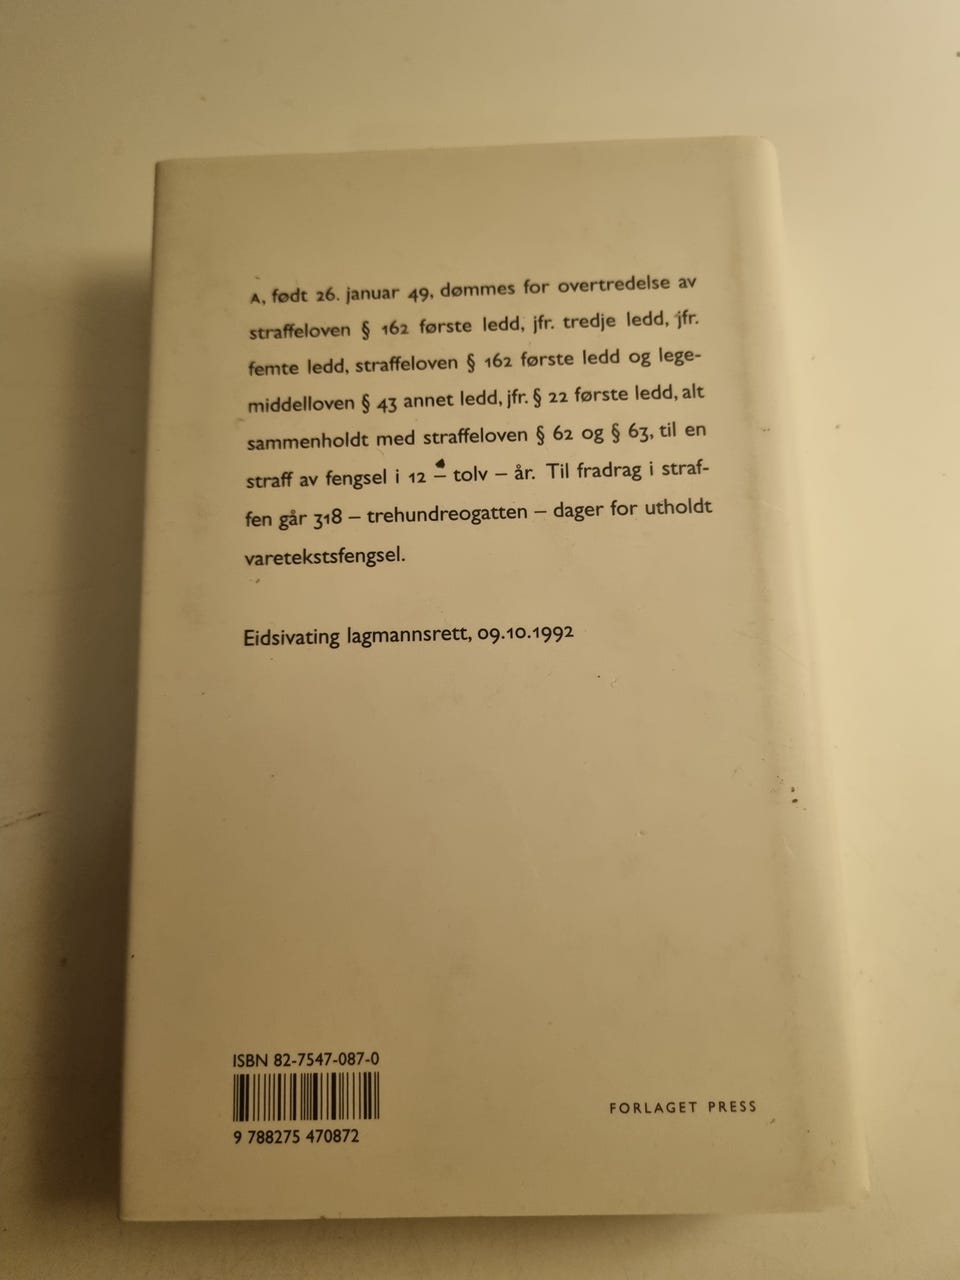 A, født 26. januar 49, dømmes for overtredelse av
straffeloven § 162 første ledd, jfr. tredje ledd, jfr.
femte ledd, straffeloven § 162 første ledd og lege-
middelloven § 43 annet ledd, jfr. § 22 første ledd, alt
sammenholdt med straffeloven § 62 og § 63, til en
straff av fengsel i 12 – tolv – år. Til fradrag i straf-
fen går 318 – trehundreogatten – dager for utholdt
varetekstsfengsel.
Eidsivating lagmannsrett, 09.10.1992
ISBN 82-7547-087-0
9 788275 470872
FORLAGET PRESS